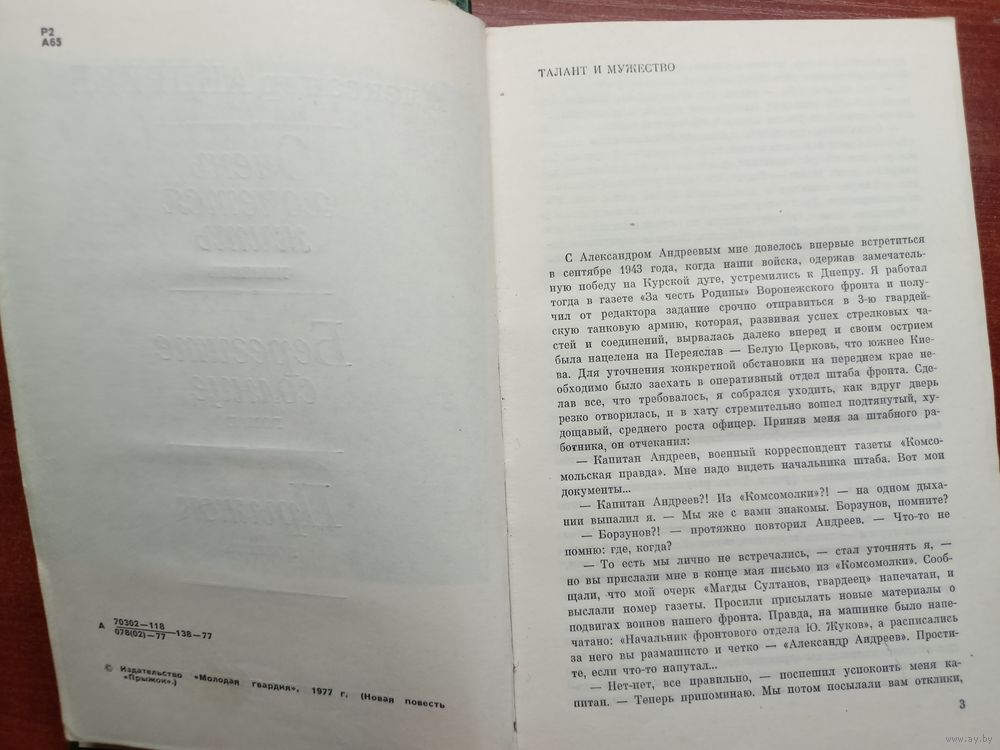 Р2
А65
А 70302—118
078(02)—77 138—77
© Издательство «Молодая гвардия», 1977 г. (Новая повесть
«Прыжок».)
ТАЛАНТ И МУЖЕСТВО
С Александром Андреевым мне довелось впервые встретиться
в сентябре 1943 года, когда наши войска, одержав замечатель-
ную победу на Курской дуге, устремились к Днепру. Я работал
тогда в газете «За честь Родины» Воронежского фронта и полу-
чил от редактора задание срочно отправиться в 3-ю гвардей-
скую танковую армию, которая, развивая успех стрелковых ча-
стей и соединений, вырвалась далеко вперед и своим острием
была нацелена на Переяслав — Белую Церковь, что южнее Кие-
ва. Для уточнения конкретной обстановки на переднем крае не-
обходимо было заехать в оперативный отдел штаба фронта. Сде-
лав все, что требовалось, я собрался уходить, как вдруг дверь
резко отворилась, и в хату стремительно вошел подтянутый, ху-
дощавый, среднего роста офицер. Приняв меня за штабного ра-
ботника, он отчеканил:
— Капитан Андреев, военный корреспондент газеты «Комсо-
мольская правда». Мне надо видеть начальника штаба. Вот мои
документы...
— Капитан Андреев?! Из «Комсомолки»?! — на одном дыха-
нии выпалил я. — Мы же с вами знакомы. Борзунов, помните?
— Борзунов?! — протяжно повторил Андреев. — Что-то не
помню: где, когда?
— То есть мы лично не встречались, — стал уточнять я, —
но вы прислали мне в конце мая письмо из «Комсомолки». Сооб-
щали, что мой очерк «Магды Султанов, гвардеец» напечатан, и
выслали номер газеты. Просили присылать новые материалы о
подвигах воинов нашего фронта. Правда, на машинке было напе-
чатано: «Начальник фронтового отдела Ю. Жуков», а расписались
за него вы размашисто и четко — «Александр Андреев». Прости-
те, если что-то напутал...
— Нет-нет, все правильно, — поспешил успокоить меня ка-
питан. — Теперь припоминаю. Мы потом посылали вам отклики,
3
www.ay.by